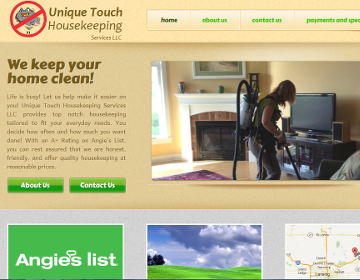 Unique Touch
Housekeeping
Services LLC
home
about us
contact us
payments and spe
We keep your
home clean!
Life is busy! Let us help make it easier on
you! Unique Touch Housekeeping Services
LLC provides top notch housekeeping
tailored to fit your everyday needs. You
decide how often and how much you want
done! With an A+ Rating on Angie's List,
you can rest assured that we are honest,
friendly, and offer quality housekeeping at
reasonable prices.
About Us
Contact Us
Angies list
Lansing